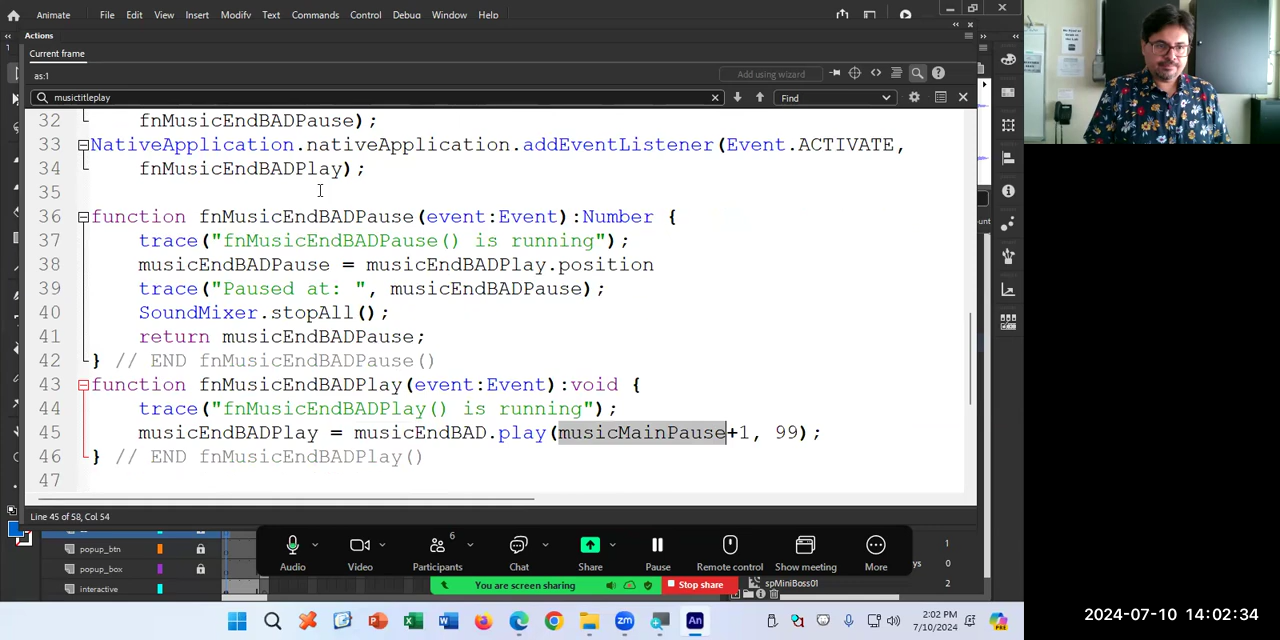 Animate File Edit View Insert Modify Text Commands Control Debug Window Help
Actions
Current frame
as:1
Add using wizard
musictitleplay
Find
32 fnMusicEndBADPause);
33 NativeApplication.nativeApplication.addEventListener(Event.ACTIVATE,
34 fnMusicEndBADPlay);
35
36 function fnMusicEndBADPause(event:Event):Number {
37 trace("fnMusicEndBADPause() is running");
38 musicEndBADPause = musicEndBADPlay.position
39 trace("Paused at: ", musicEndBADPause);
40 SoundMixer.stopAll();
41 return musicEndBADPause;
42 } // END fnMusicEndBADPause()
43 function fnMusicEndBADPlay(event:Event):void {
44 trace("fnMusicEndBADPlay() is running");
45 musicEndBADPlay = musicEndBAD.play(musicMainPause+1, 99);
46 } // END fnMusicEndBADPlay()
47
Line 45 of 58, Col 54
popup_btn
popup_box
interactive
6
Audio Video Participants Chat Share Pause Remote control Show meeting More
You are screen sharing Stop share
1
2
spMiniBoss01
2:02 PM
7/10/2024
2024-07-10 14:02:34